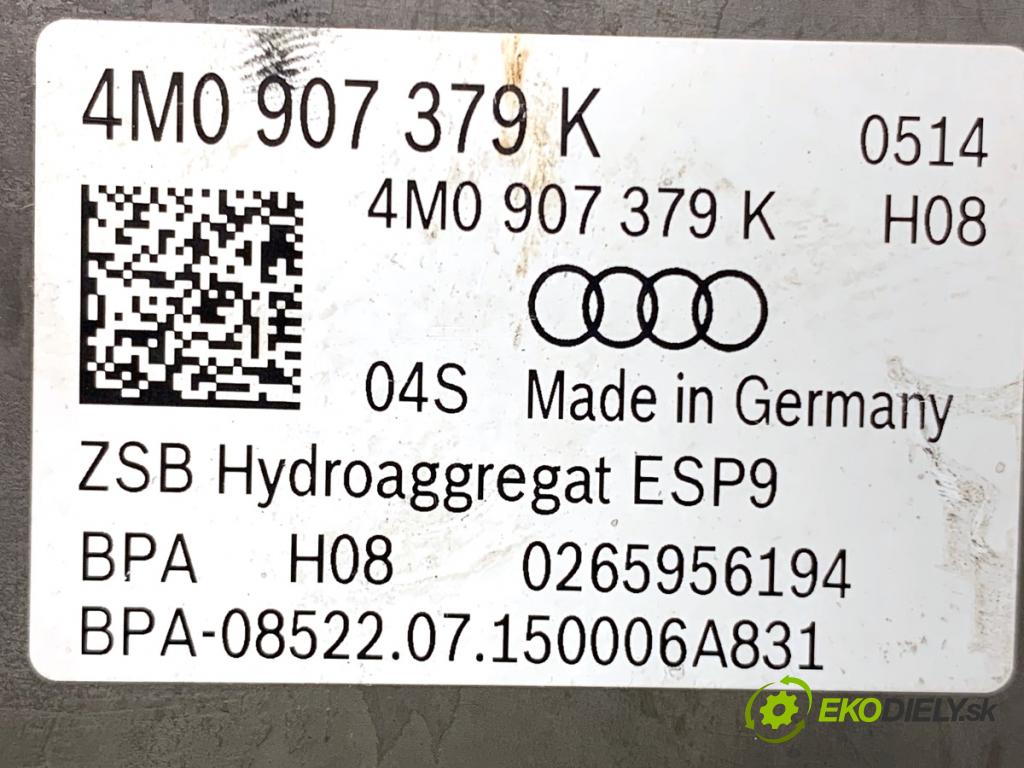 4M0 907 379 K 0514
4M0 907 379 K H08
04S Made in Germany
ZSB Hydroaggregat ESP9
BPA H08 0265956194
BPA-08522.07.150006A831
EKODIELY.sk